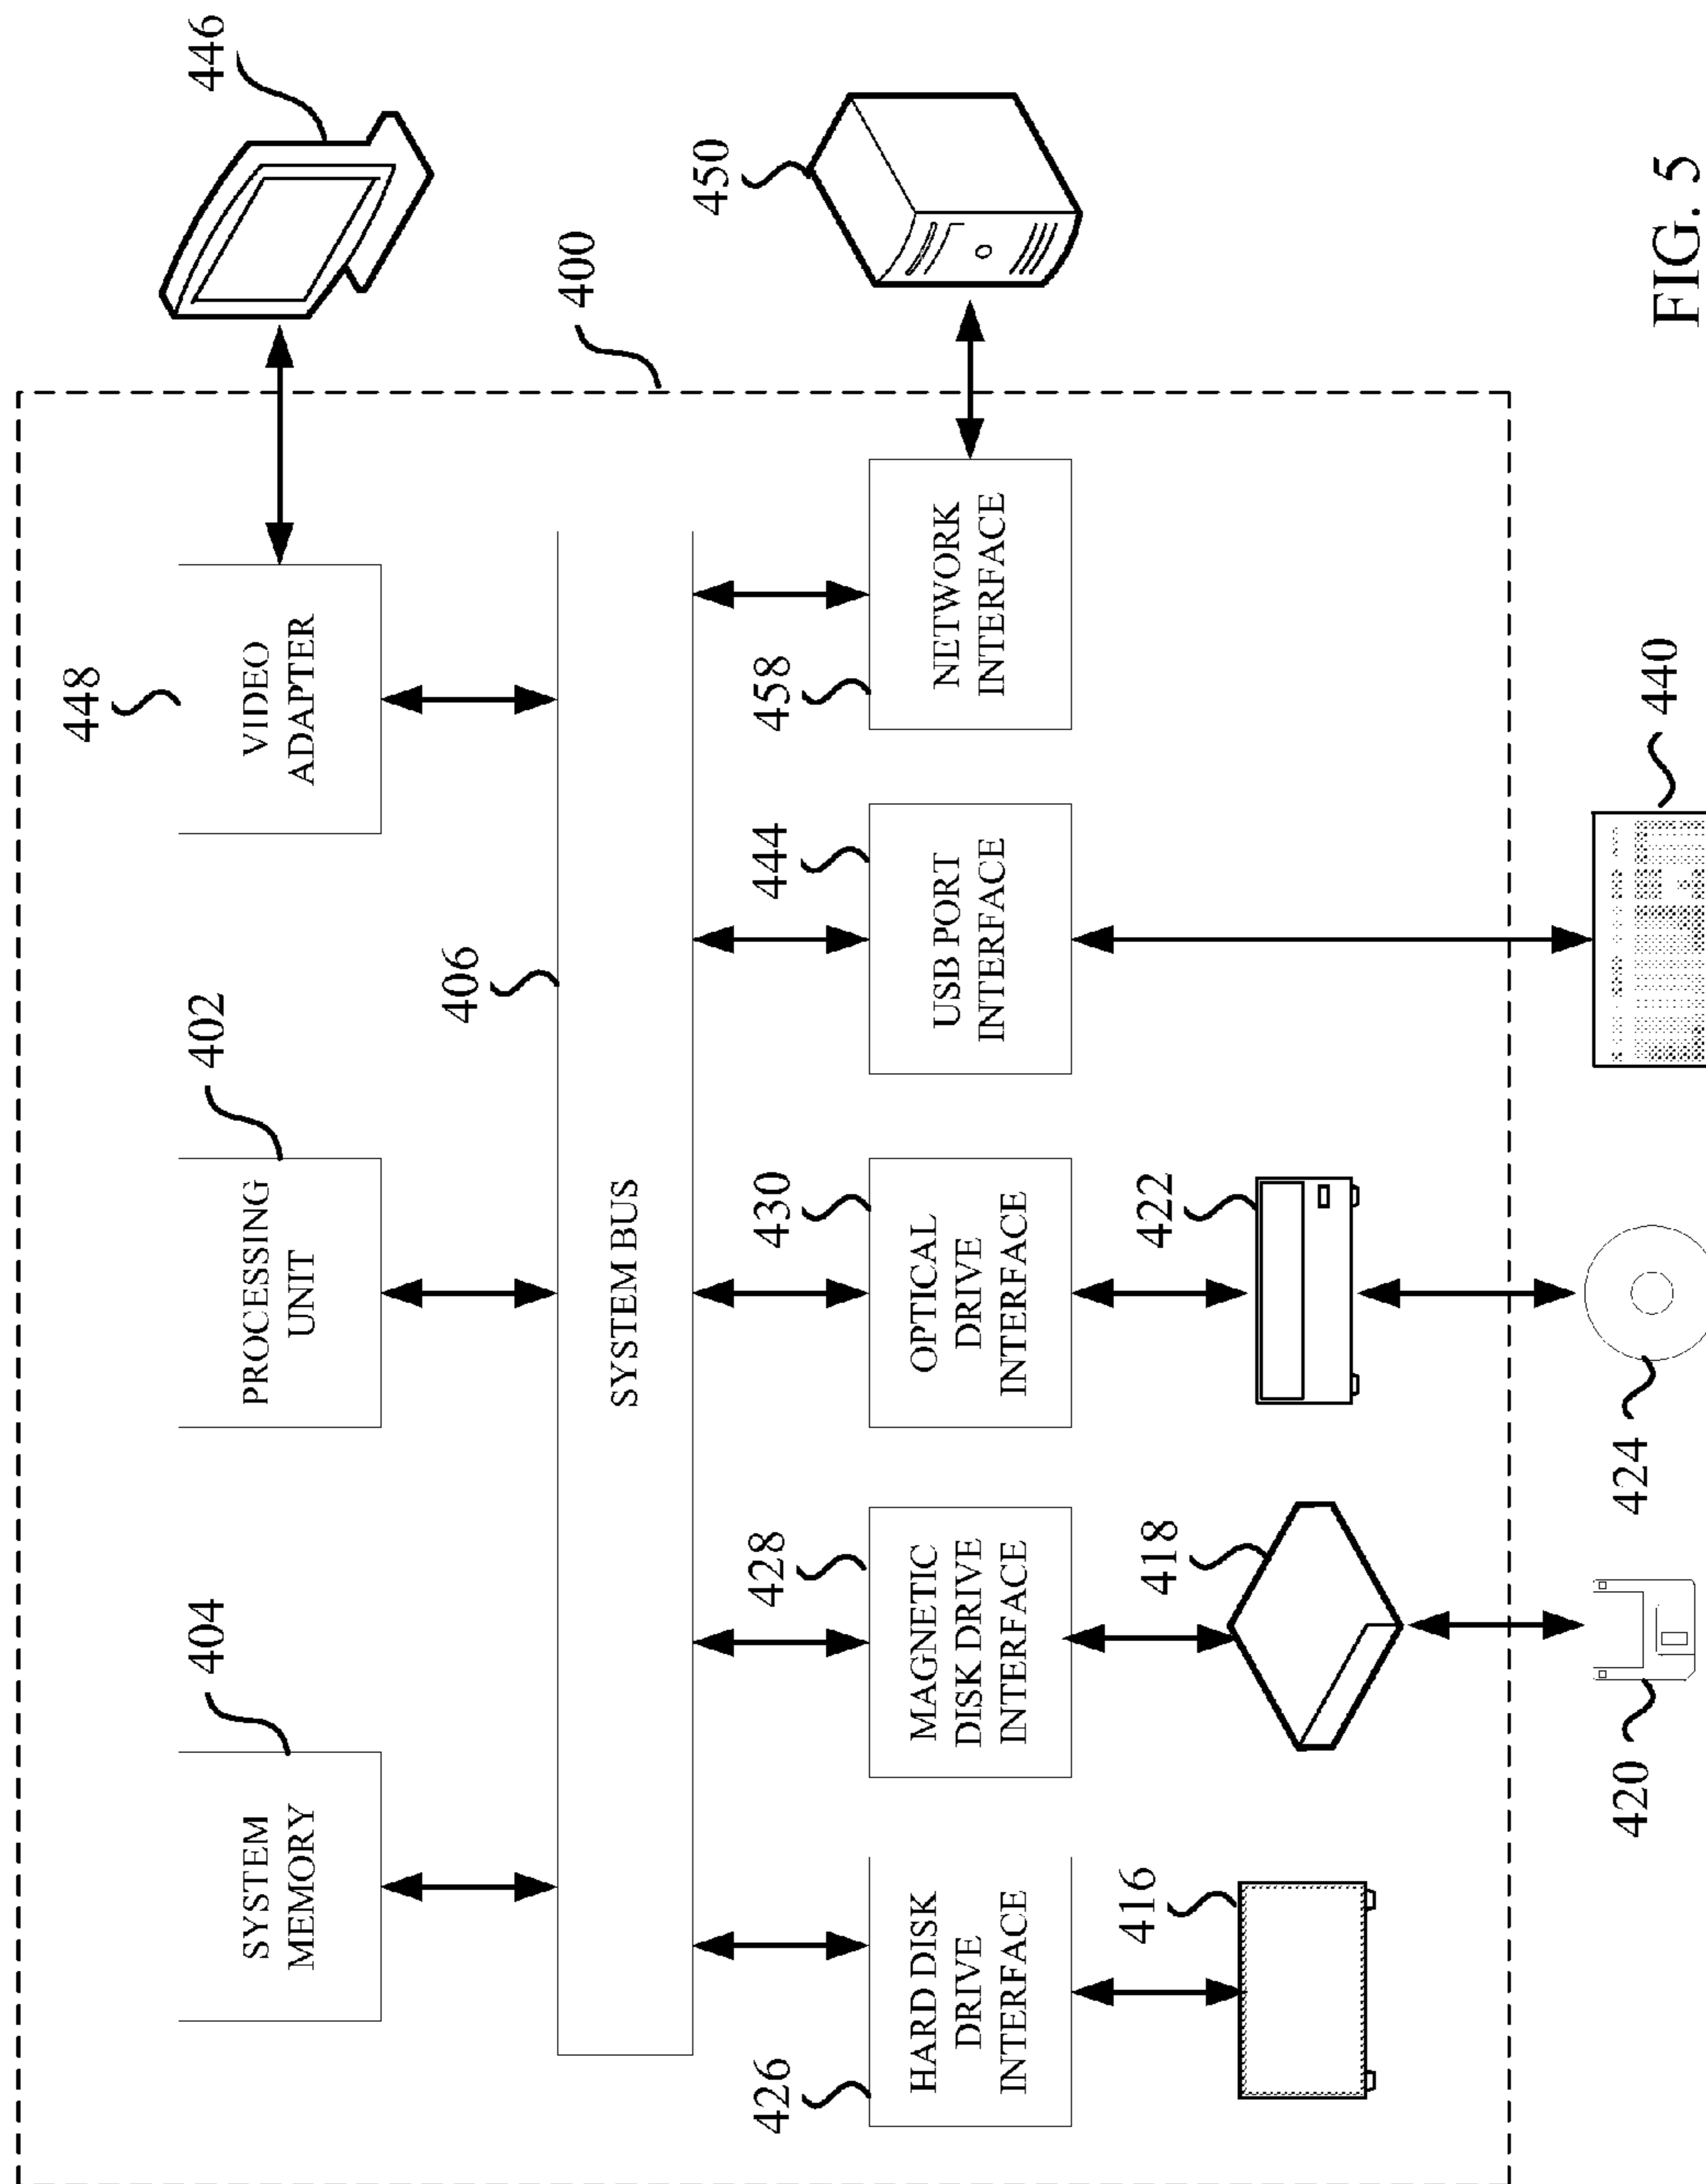 448
446
404
402
SYSTEM
MEMORY
PROCESSING
UNIT
VIDEO
ADAPTER
406
400
SYSTEM BUS
450
426
428
430
444
458
HARD DISK
DRIVE
INTERFACE
MAGNETIC
DISK DRIVE
INTERFACE
OPTICAL
DRIVE
INTERFACE
USB PORT
INTERFACE
NETWORK
INTERFACE
416
418
422
420
424
440
FIG. 5